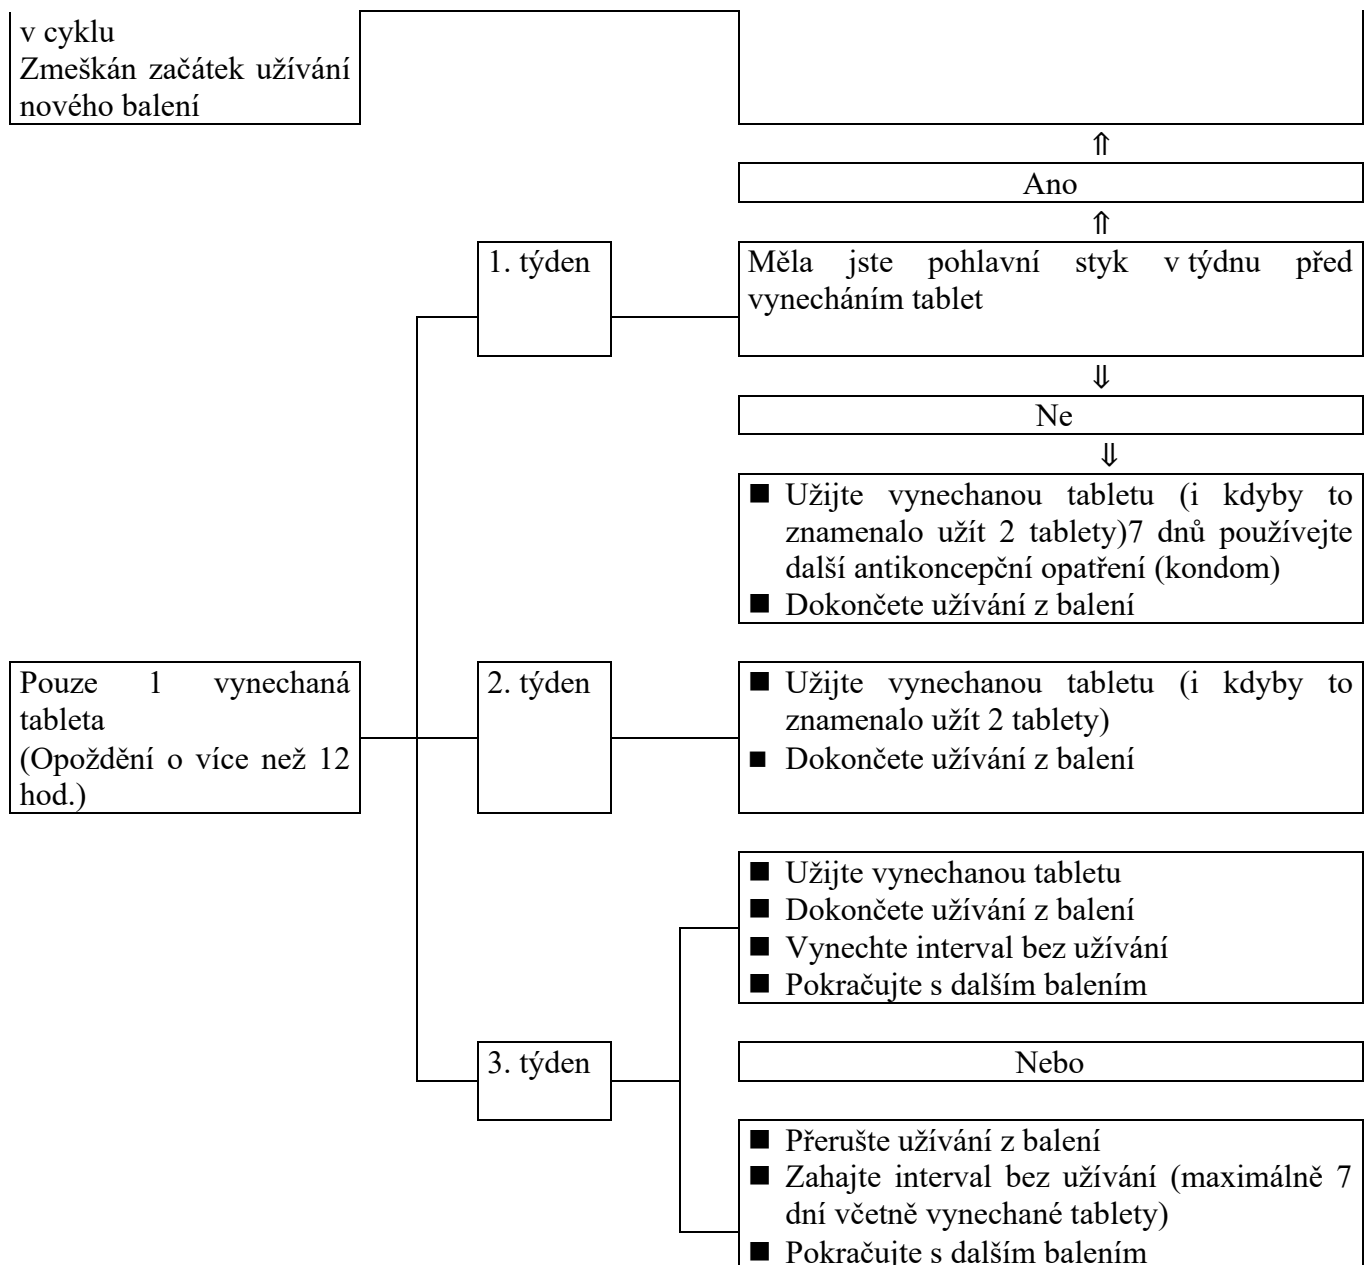 v cyklu
Zmeškán začátek užívání
nového balení
⇑
Ano
⇑
1. týden
Měla jste pohlavní styk v týdnu před
vynecháním tablet
⇓
Ne
⇓
■ Užijte vynechanou tabletu (i kdyby to
znamenalo užít 2 tablety)7 dnů používejte
další antikoncepční opatření (kondom)
■ Dokončete užívání z balení
Pouze 1 vynechaná
tableta
(Opoždění o více než 12
hod.)
2. týden
■ Užijte vynechanou tabletu (i kdyby to
znamenalo užít 2 tablety)
■ Dokončete užívání z balení
■ Užijte vynechanou tabletu
■ Dokončete užívání z balení
■ Vynechte interval bez užívání
■ Pokračujte s dalším balením
3. týden
Nebo
■ Přerušte užívání z balení
■ Zahajte interval bez užívání (maximálně 7
dní včetně vynechané tablety)
■ Pokračujte s dalším balením